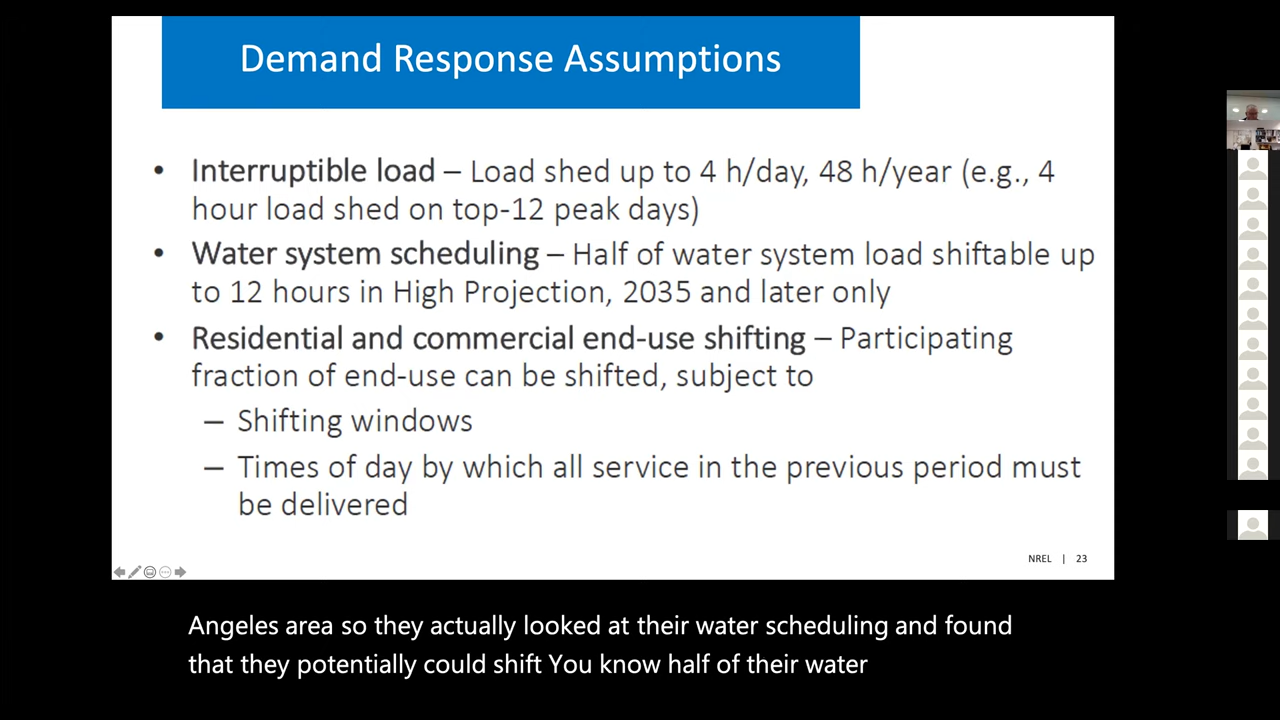 Demand Response Assumptions
• Interruptible load – Load shed up to 4 h/day, 48 h/year (e.g., 4
hour load shed on top-12 peak days)
• Water system scheduling – Half of water system load shiftable up
to 12 hours in High Projection, 2035 and later only
• Residential and commercial end-use shifting – Participating
fraction of end-use can be shifted, subject to
– Shifting windows
– Times of day by which all service in the previous period must
be delivered
NREL | 23
Angeles area so they actually looked at their water scheduling and found
that they potentially could shift You know half of their water